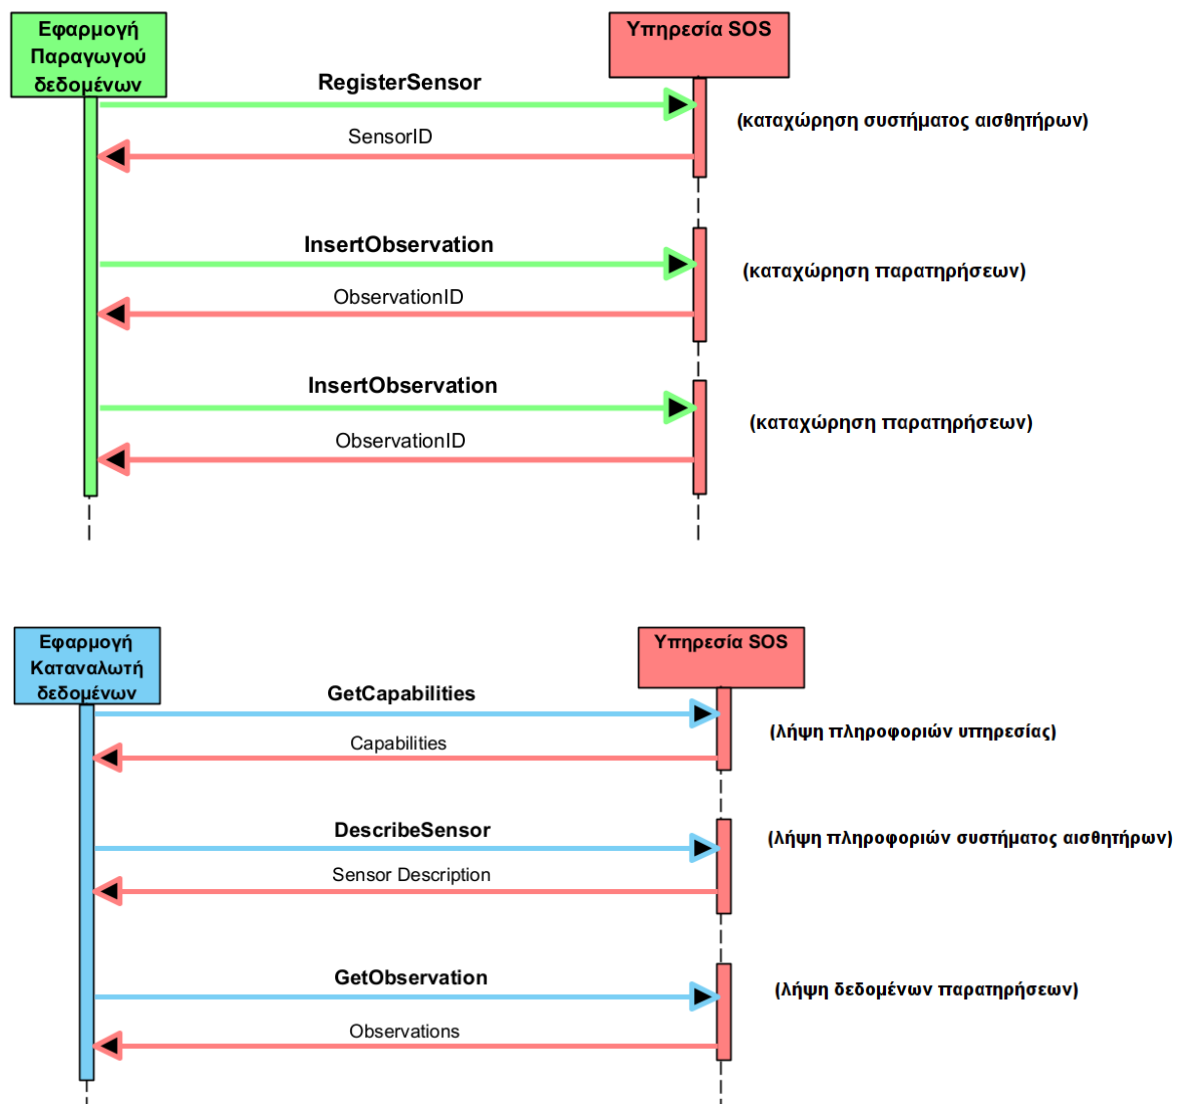 Εφαρμογή
Παραγωγού
δεδομένων
Υπηρεσία SOS
RegisterSensor
(καταχώρηση συστήματος αισθητήρων)
SensorID
InsertObservation
(καταχώρηση παρατηρήσεων)
ObservationID
InsertObservation
(καταχώρηση παρατηρήσεων)
ObservationID
Εφαρμογή
Καταναλωτή
δεδομένων
Υπηρεσία SOS
GetCapabilities
(λήψη πληροφοριών υπηρεσίας)
Capabilities
DescribeSensor
(λήψη πληροφοριών συστήματος αισθητήρων)
Sensor Description
GetObservation
(λήψη δεδομένων παρατηρήσεων)
Observations